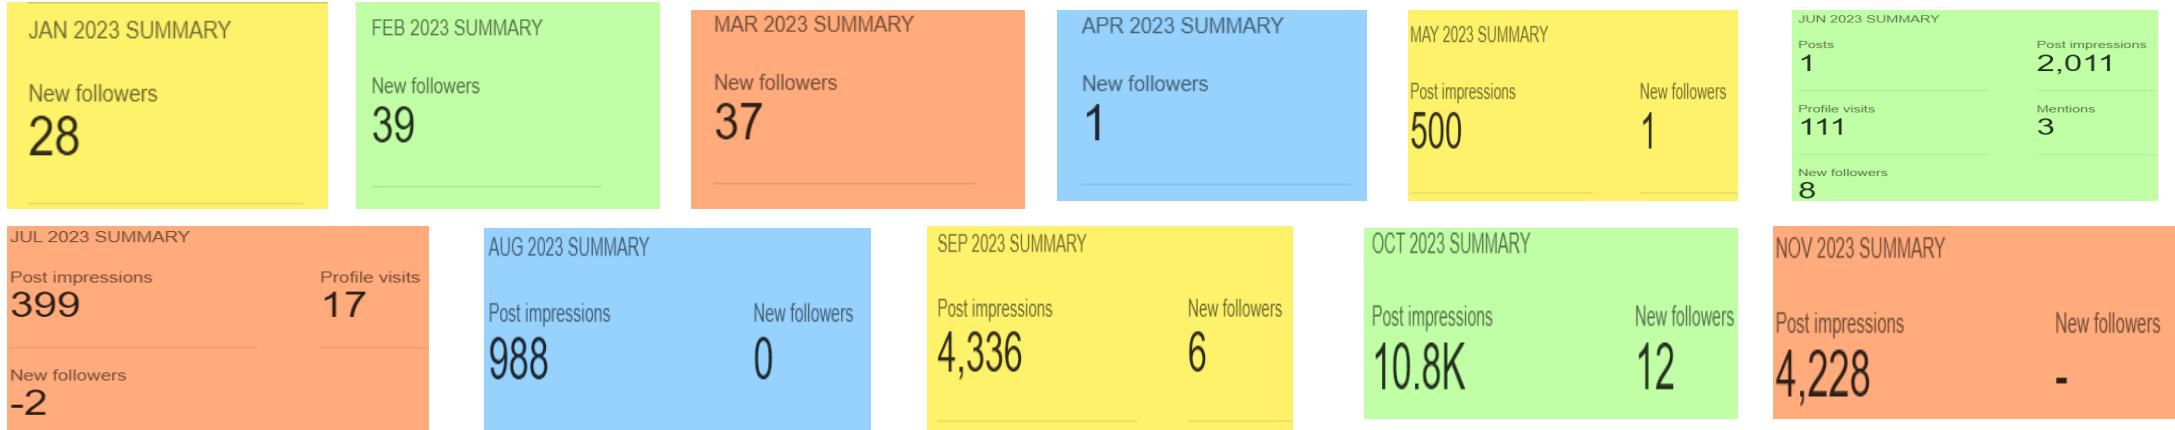 JAN 2023 SUMMARY
New followers
28
FEB 2023 SUMMARY
New followers
39
MAR 2023 SUMMARY
New followers
37
APR 2023 SUMMARY
New followers
1
MAY 2023 SUMMARY
Post impressions New followers
500 1
JUN 2023 SUMMARY
Posts Post impressions
1 2,011
Profile visits Mentions
111 3
New followers
8
JUL 2023 SUMMARY
Post impressions Profile visits
399 17
New followers
-2
AUG 2023 SUMMARY
Post impressions New followers
988 0
SEP 2023 SUMMARY
Post impressions New followers
4,336 6
OCT 2023 SUMMARY
Post impressions New followers
10.8K 12
NOV 2023 SUMMARY
Post impressions New followers
4,228 -